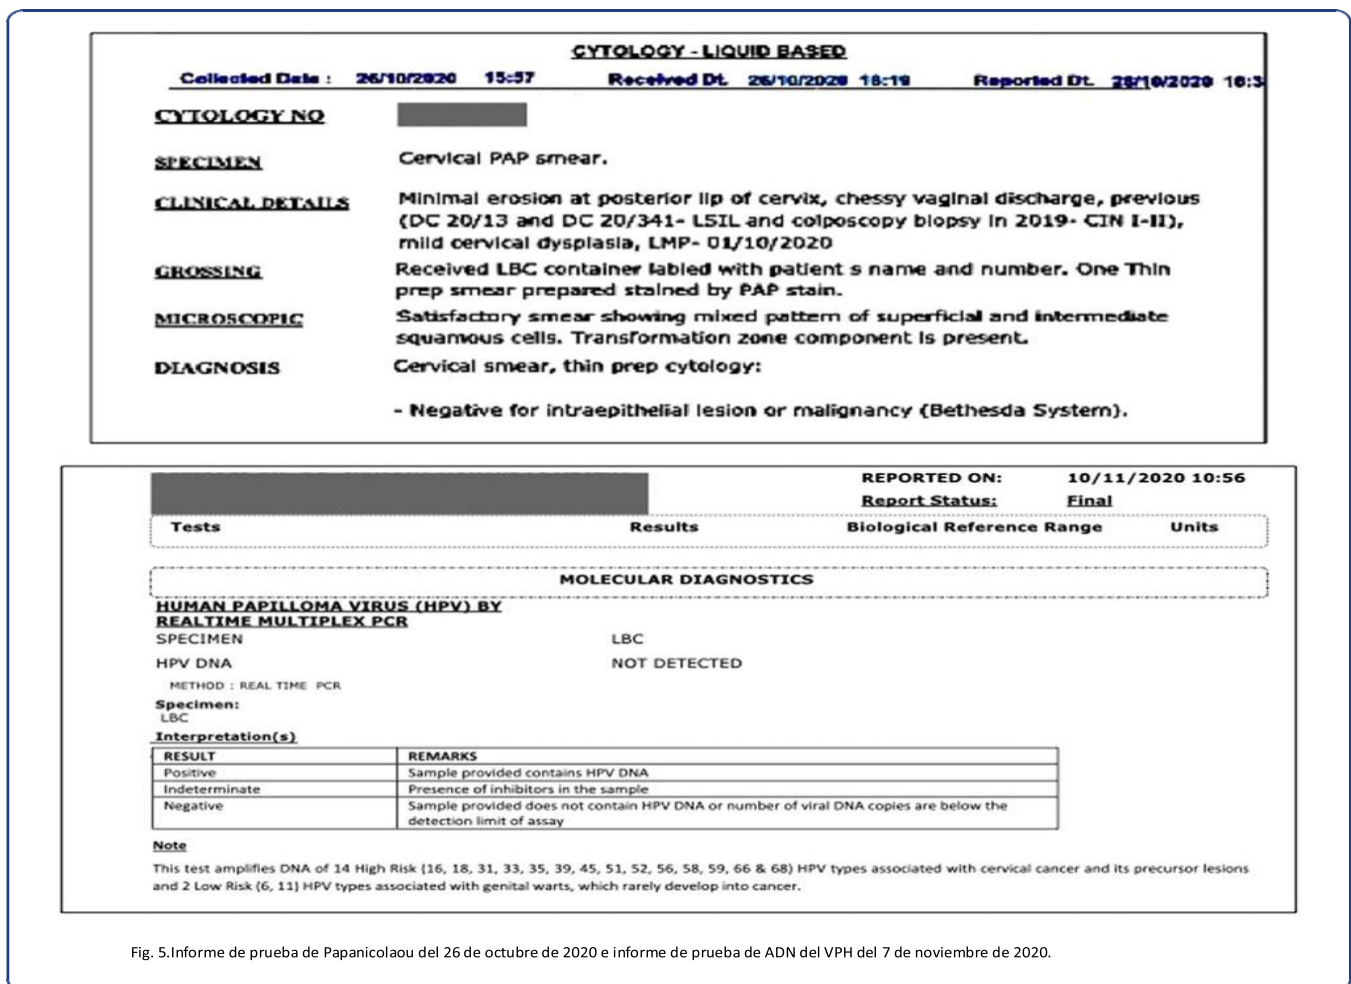 CYTOLOGY - LIQUID BASED
Collected Date : 26/10/2020 15:57 Received Dt. 26/10/2020 18:19 Reported Dt. 28/10/2020 16:3
CYTOLOGY NO
SPECIMEN Cervical PAP smear.
CLINICAL DETAILS Minimal erosion at posterior lip of cervix, chessy vaginal discharge, previous
(DC 20/13 and DC 20/341- LSIL and colposcopy biopsy in 2019- CIN I-II),
mild cervical dysplasia, LMP- 01/10/2020
GROSSING Received LBC container labled with patient s name and number. One Thin
prep smear prepared stained by PAP stain.
MICROSCOPIC Satisfactory smear showing mixed pattern of superficial and intermediate
squamous cells. Transformation zone component is present.
DIAGNOSIS Cervical smear, thin prep cytology:
- Negative for intraepithelial lesion or malignancy (Bethesda System).
REPORTED ON: 10/11/2020 10:56
Report Status: Final
Tests Results Biological Reference Range Units
MOLECULAR DIAGNOSTICS
HUMAN PAPILLOMA VIRUS (HPV) BY
REALTIME MULTIPLEX PCR
SPECIMEN LBC
HPV DNA NOT DETECTED
METHOD : REAL TIME PCR
Specimen:
LBC
Interpretation(s)
RESULT REMARKS
Positive Sample provided contains HPV DNA
Indeterminate Presence of inhibitors in the sample
Negative Sample provided does not contain HPV DNA or number of viral DNA copies are below the
detection limit of assay
Note
This test amplifies DNA of 14 High Risk (16, 18, 31, 33, 35, 39, 45, 51, 52, 56, 58, 59, 66 & 68) HPV types associated with cervical cancer and its precursor lesions
and 2 Low Risk (6, 11) HPV types associated with genital warts, which rarely develop into cancer.
Fig. 5.Informe de prueba de Papanicolaou del 26 de octubre de 2020 e informe de prueba de ADN del VPH del 7 de noviembre de 2020.